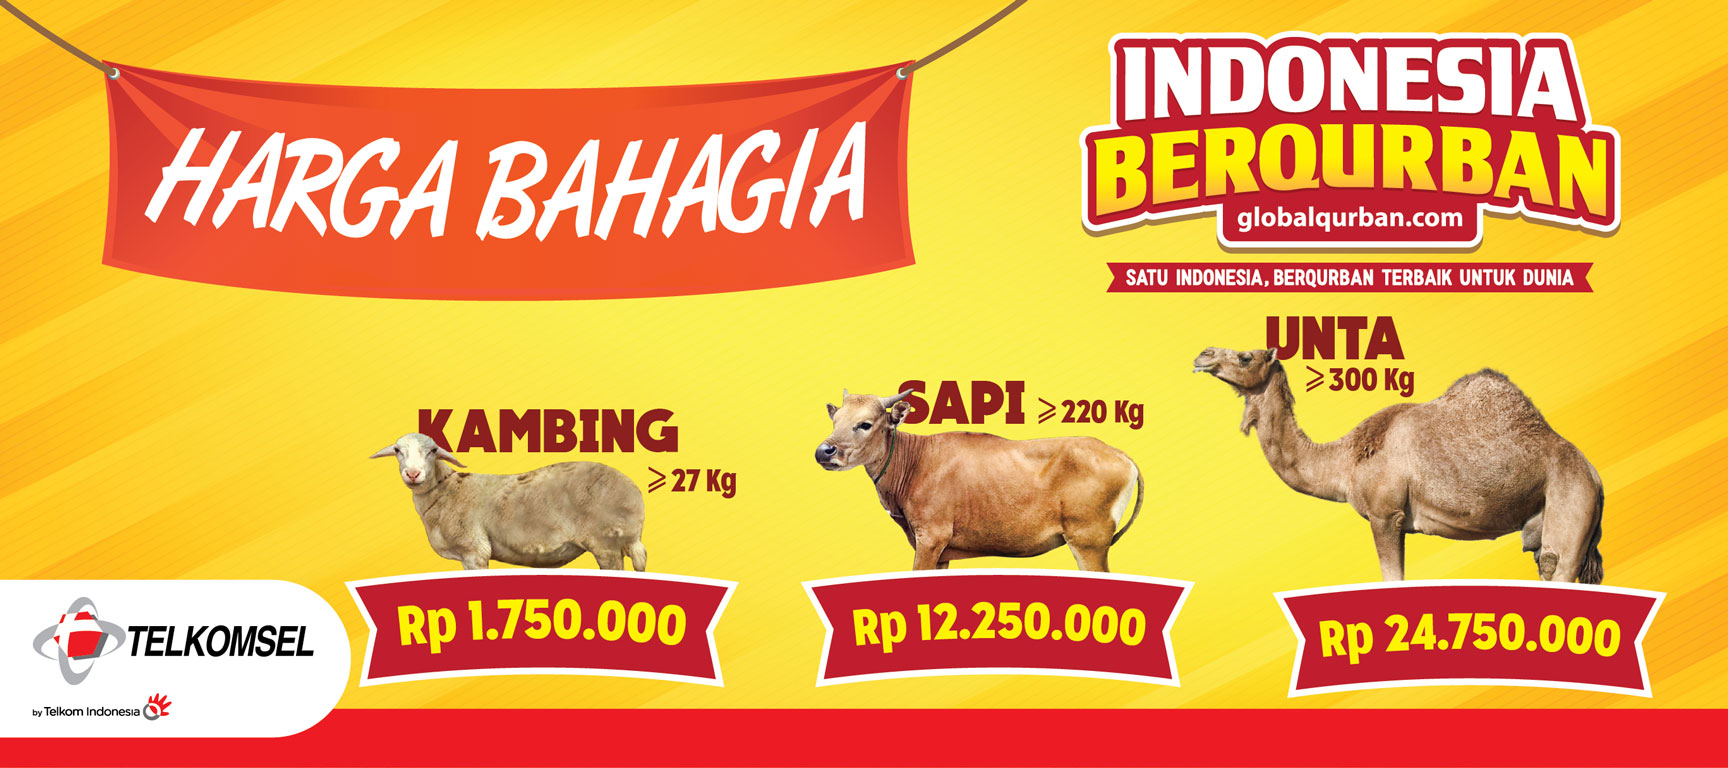 HARGA BAHAGIA
INDONESIA
BERQURBAN
globalqurban.com
SATU INDONESIA, BERQURBAN TERBAIK UNTUK DUNIA
KAMBING
⩾ 27 Kg
Rp 1.750.000
SAPI ⩾ 220 Kg
Rp 12.250.000
UNTA
⩾ 300 Kg
Rp 24.750.000
TELKOMSEL
by Telkom Indonesia